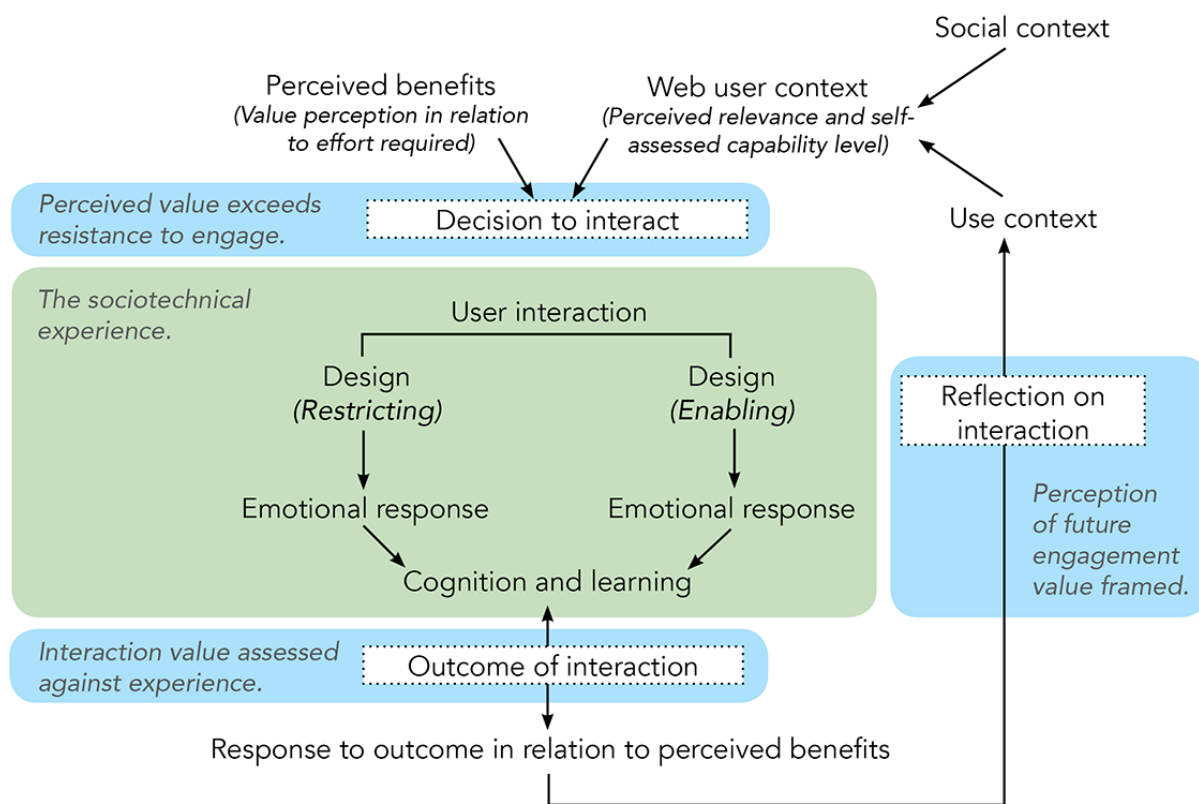 Social context
Perceived benefits
(Value perception in relation
to effort required)
Web user context
(Perceived relevance and self-
assessed capability level)
Perceived value exceeds
resistance to engage.
Decision to interact
Use context
The sociotechnical
experience.
User interaction
Design
(Restricting)
Design
(Enabling)
Emotional response
Emotional response
Cognition and learning
Reflection on
interaction
Perception
of future
engagement
value framed.
Interaction value assessed
against experience.
Outcome of interaction
Response to outcome in relation to perceived benefits